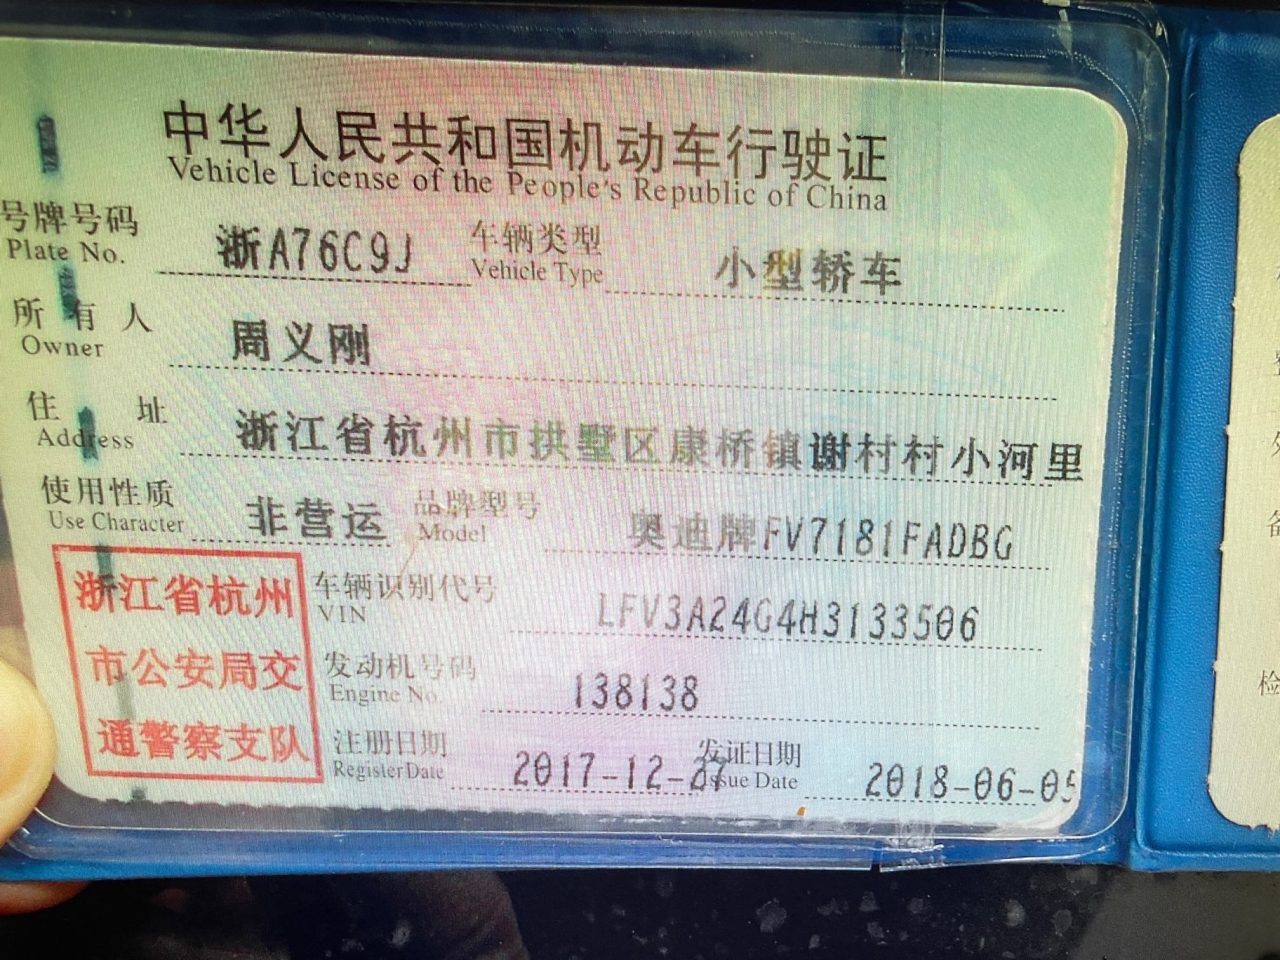 中华人民共和国机动车行驶证
Vehicle License of the People's Republic of China
号牌号码 浙A76C9J 车辆类型 小型轿车
Plate No. Vehicle Type
所有人 周义刚
Owner
住址 浙江省杭州市拱墅区康桥镇谢村村小河里
Address
使用性质 非营运 品牌型号 奥迪牌FV7181FADBG
Use Character Model
浙江省杭州
市公安局交
通警察支队
车辆识别代号 LFV3A24G4H3133506
VIN
发动机号码 138138
Engine No.
注册日期 2017-12-27 发证日期 2018-06-05
Register Date Issue Date
检